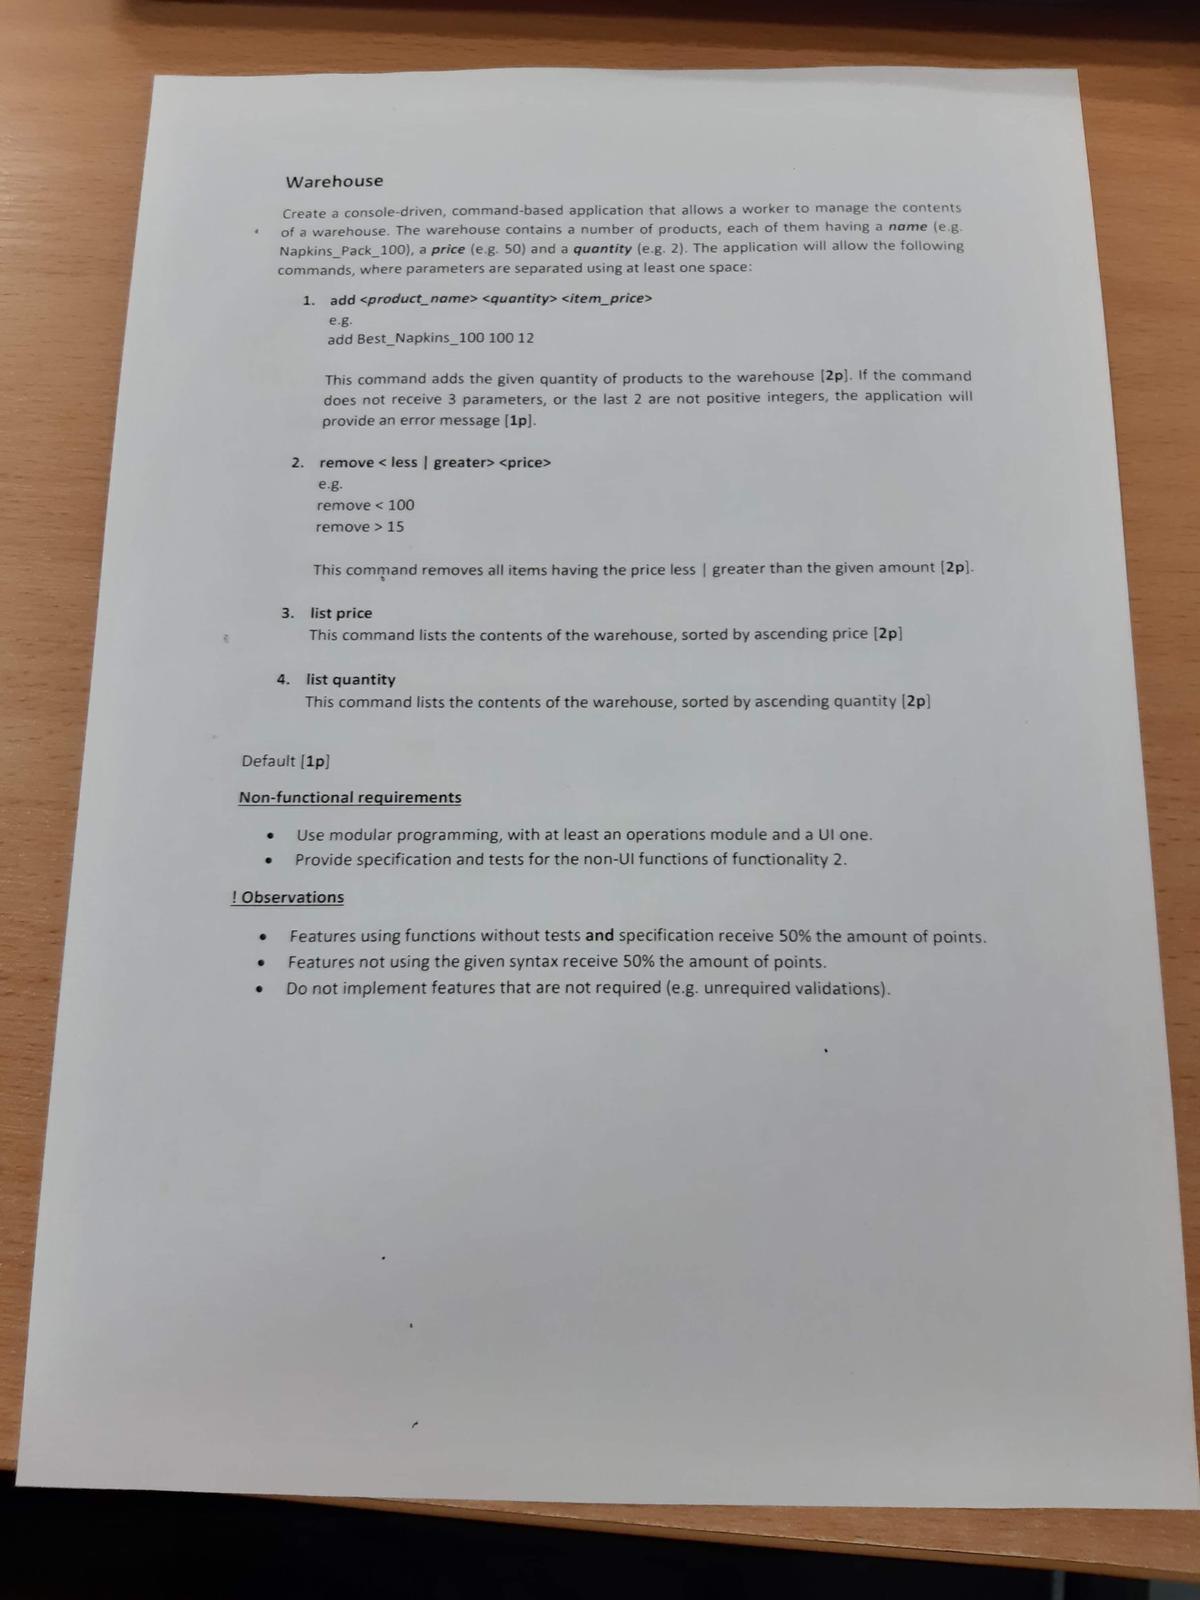 Warehouse
Create a console-driven, command-based application that allows a worker to manage the contents
of a warehouse. The warehouse contains a number of products, each of them having a name (e.g.
Napkins_Pack_100), a price (e.g. 50) and a quantity (e.g. 2). The application will allow the following
commands, where parameters are separated using at least one space:
1. add <product_name> <quantity> <item_price>
e.g.
add Best_Napkins_100 100 12
This command adds the given quantity of products to the warehouse [2p]. If the command
does not receive 3 parameters, or the last 2 are not positive integers, the application will
provide an error message [1p].
2. remove < less | greater> <price>
e.g.
remove < 100
remove > 15
This command removes all items having the price less | greater than the given amount [2p].
3. list price
This command lists the contents of the warehouse, sorted by ascending price [2p]
4. list quantity
This command lists the contents of the warehouse, sorted by ascending quantity [2p]
Default [1p]
Non-functional requirements
• Use modular programming, with at least an operations module and a UI one.
• Provide specification and tests for the non-UI functions of functionality 2.
! Observations
• Features using functions without tests and specification receive 50% the amount of points.
• Features not using the given syntax receive 50% the amount of points.
• Do not implement features that are not required (e.g. unrequired validations).